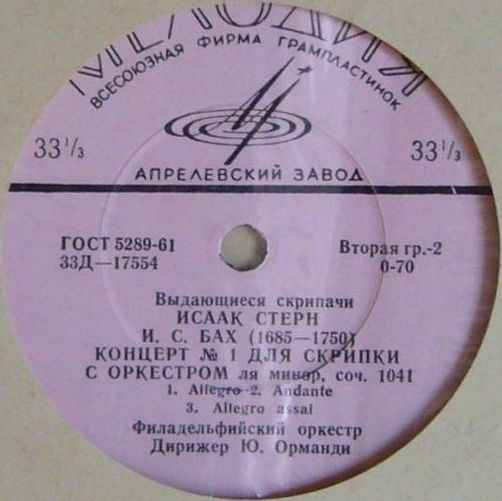 МЕЛОДИЯ
ВСЕСОЮЗНАЯ ФИРМА ГРАМПЛАСТИНОК
33 1/3
33 1/3
АПРЕЛЕВСКИЙ ЗАВОД
ГОСТ 5289-61
Вторая гр.-2
33Д—17554
0-70
Выдающиеся скрипачи
ИСААК СТЕРН
И. С. БАХ (1685—1750)
КОНЦЕРТ № 1 ДЛЯ СКРИПКИ
С ОРКЕСТРОМ ля минор, соч. 1041
1. Allegro 2. Andante
3. Allegro assai
Филадельфийский оркестр
Дирижер Ю. Орманди